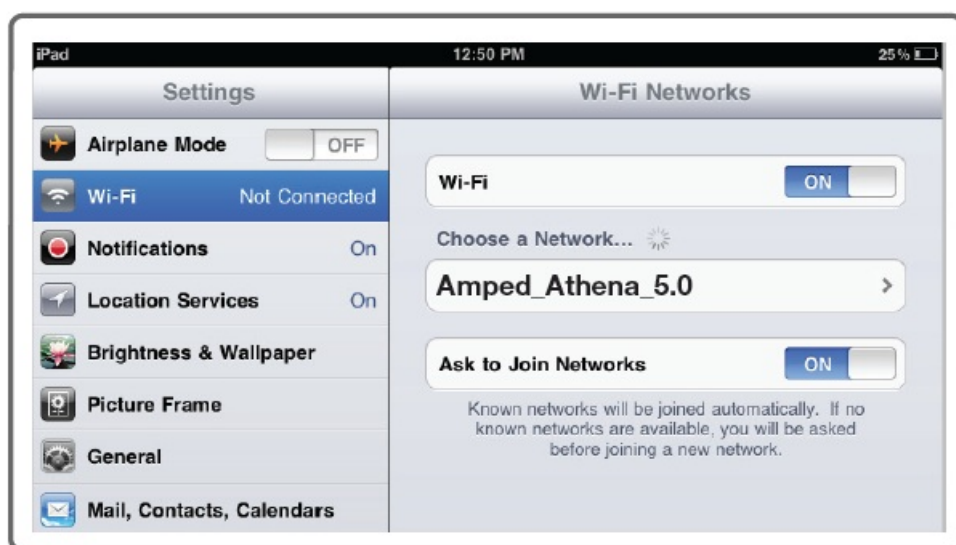 iPad 12:50 PM 25%
Settings
Airplane Mode OFF
Wi-Fi Not Connected
Notifications On
Location Services On
Brightness & Wallpaper
Picture Frame
General
Mail, Contacts, Calendars
Wi-Fi Networks
Wi-Fi ON
Choose a Network...
Amped_Athena_5.0
Ask to Join Networks ON
Known networks will be joined automatically. If no
known networks are available, you will be asked
before joining a new network.